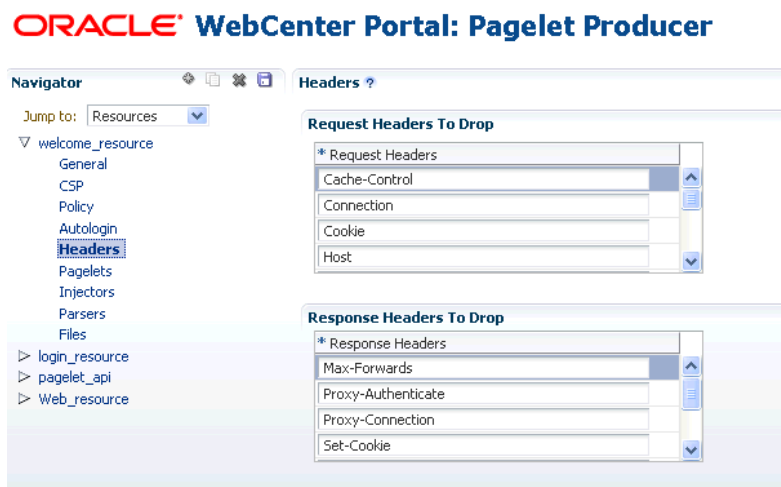 ORACLE WebCenter Portal: Pagelet Producer
Navigator
Jump to: Resources
welcome_resource
General
CSP
Policy
Autologin
Headers
Pagelets
Injectors
Parsers
Files
login_resource
pagelet_api
Web_resource
Headers ?
Request Headers To Drop
* Request Headers
Cache-Control
Connection
Cookie
Host
Response Headers To Drop
* Response Headers
Max-Forwards
Proxy-Authenticate
Proxy-Connection
Set-Cookie